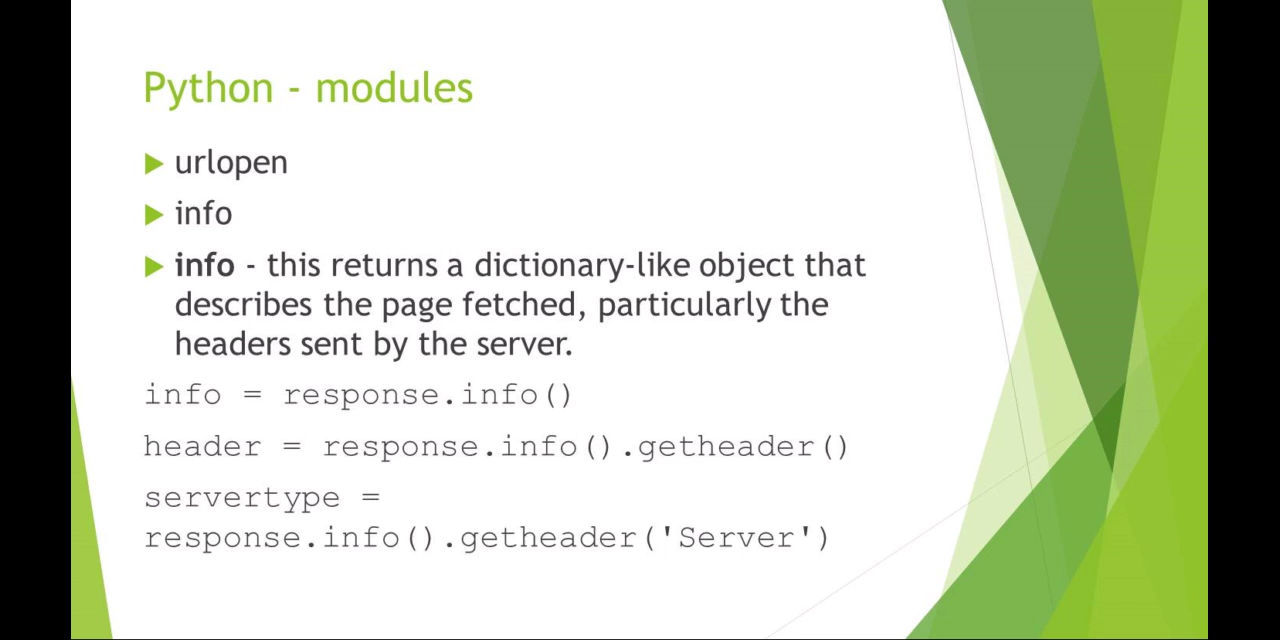 Python - modules
urlopen
info
info - this returns a dictionary-like object that
describes the page fetched, particularly the
headers sent by the server.
info = response.info()
header = response.info().getheader()
servertype =
response.info().getheader('Server')